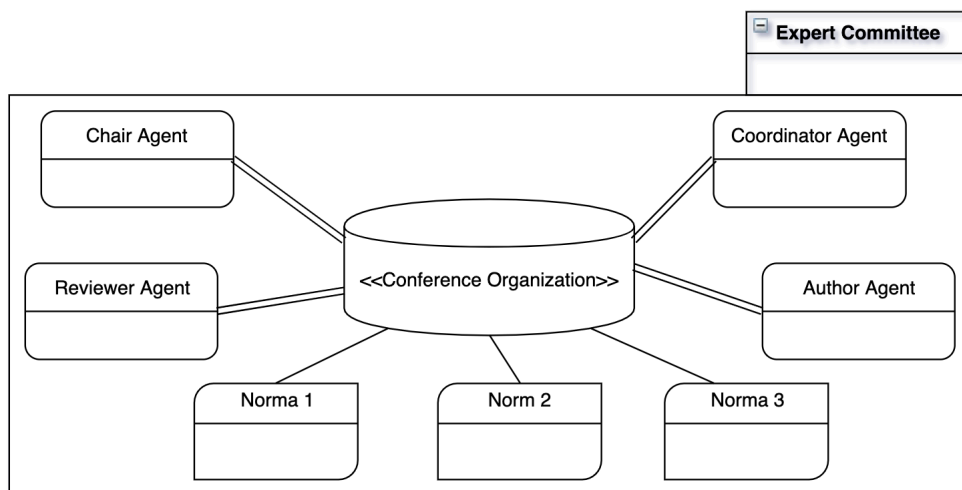 Expert Committee
Chair Agent
Coordinator Agent
<<Conference Organization>>
Reviewer Agent
Author Agent
Norma 1
Norm 2
Norma 3